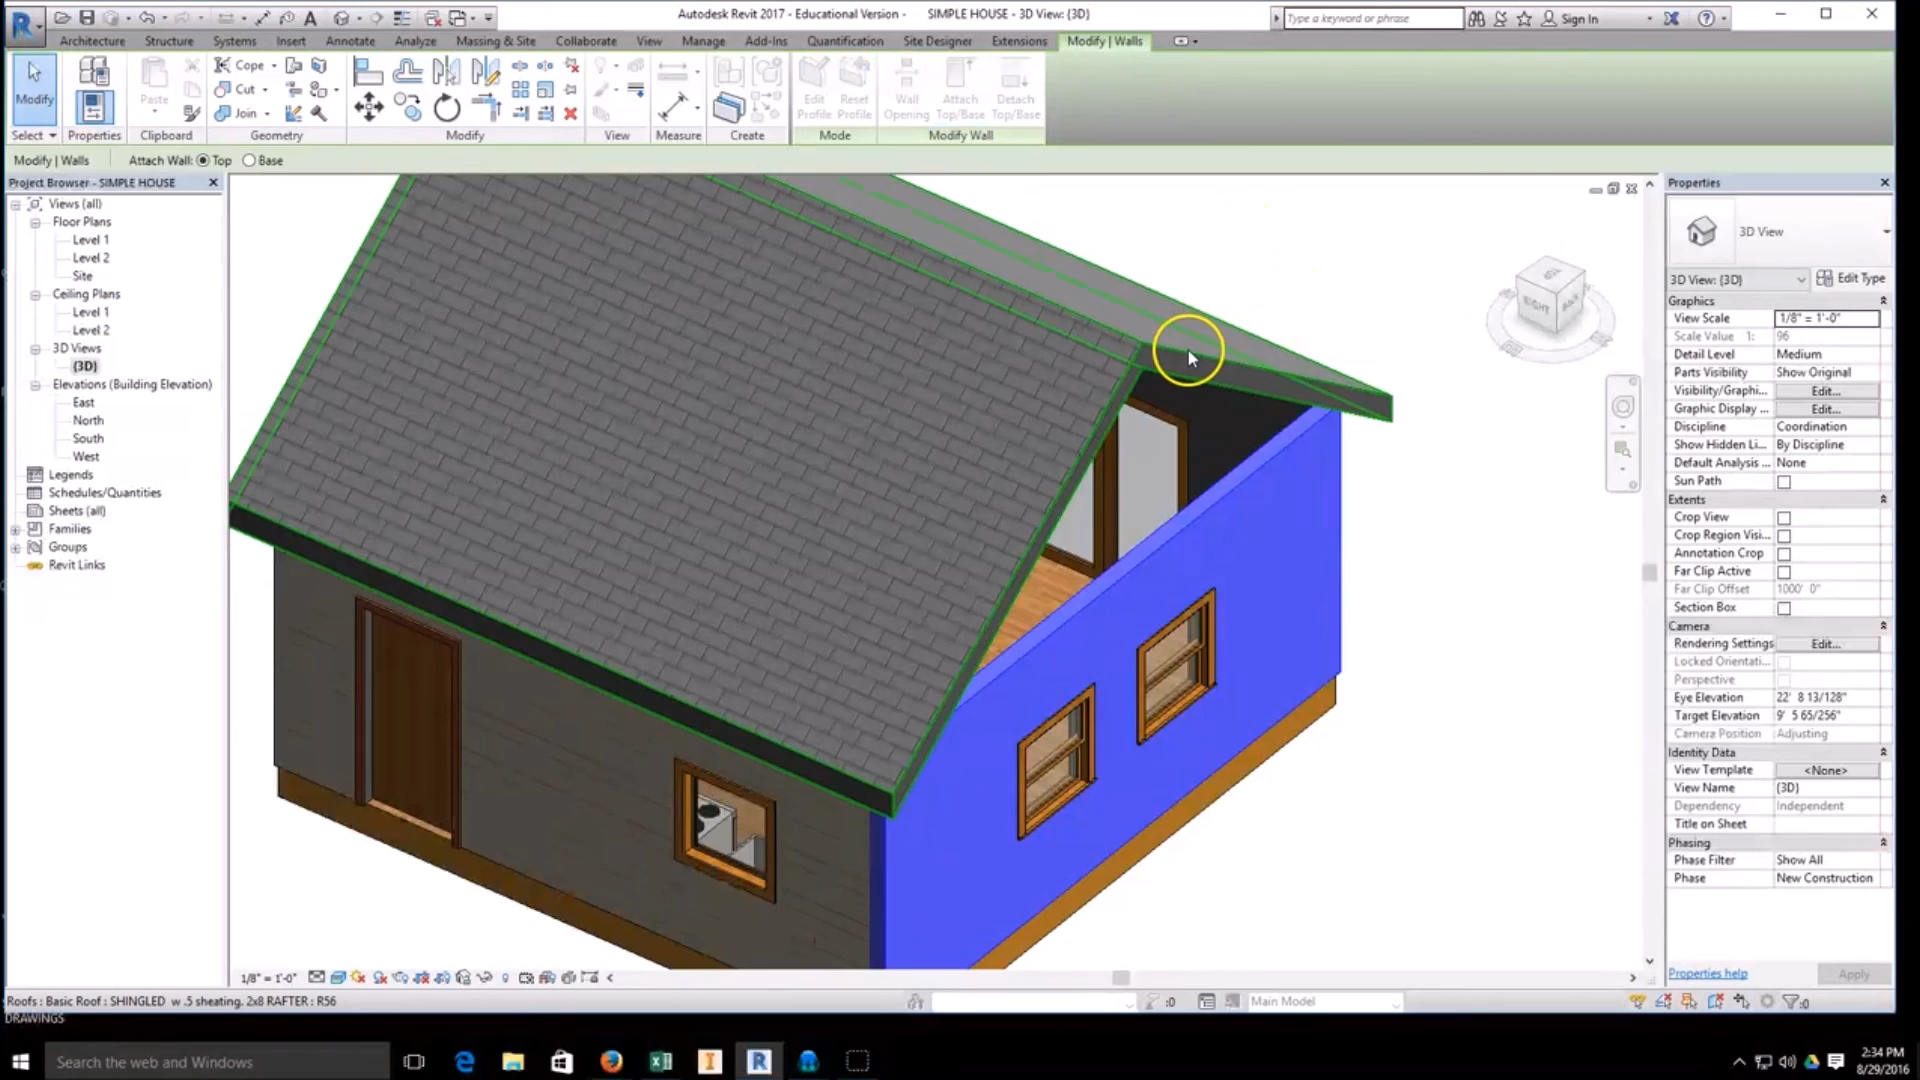 Autodesk Revit 2017 - Educational Version - SIMPLE HOUSE - 3D View: {3D}
Type a keyword or phrase
Sign In
Architecture Structure Systems Insert Annotate Analyze Massing & Site Collaborate View Manage Add-Ins Quantification Site Designer Extensions Modify | Walls
Modify
Paste
Cope
Cut
Join
Edit Profile
Reset Profile
Wall Opening
Attach Top/Base
Detach Top/Base
Select Properties Clipboard Geometry Modify View Measure Create Mode Modify Wall
Modify | Walls Attach Wall: Top Base
Project Browser - SIMPLE HOUSE
Views (all)
Floor Plans
Level 1
Level 2
Site
Ceiling Plans
Level 1
Level 2
3D Views
{3D}
Elevations (Building Elevation)
East
North
South
West
Legends
Schedules/Quantities
Sheets (all)
Families
Groups
Revit Links
RIGHT
BACK
Properties
3D View
3D View: {3D} Edit Type
Graphics
View Scale 1/8" = 1'-0"
Scale Value 1: 96
Detail Level Medium
Parts Visibility Show Original
Visibility/Graphi... Edit...
Graphic Display ... Edit...
Discipline Coordination
Show Hidden Li... By Discipline
Default Analysis ... None
Sun Path
Extents
Crop View
Crop Region Visi...
Annotation Crop
Far Clip Active
Far Clip Offset 1000' 0"
Section Box
Camera
Rendering Settings Edit...
Locked Orientati...
Perspective
Eye Elevation 22' 8 13/128"
Target Elevation 9' 5 65/256"
Camera Position Adjusting
Identity Data
View Template <None>
View Name {3D}
Dependency Independent
Title on Sheet
Phasing
Phase Filter Show All
Phase New Construction
Properties help Apply
1/8" = 1'-0"
Roofs : Basic Roof : SHINGLED w .5 sheating. 2x8 RAFTER : R56
:0
Main Model
:0
DRAWINGS
Search the web and Windows
2:34 PM
8/29/2016